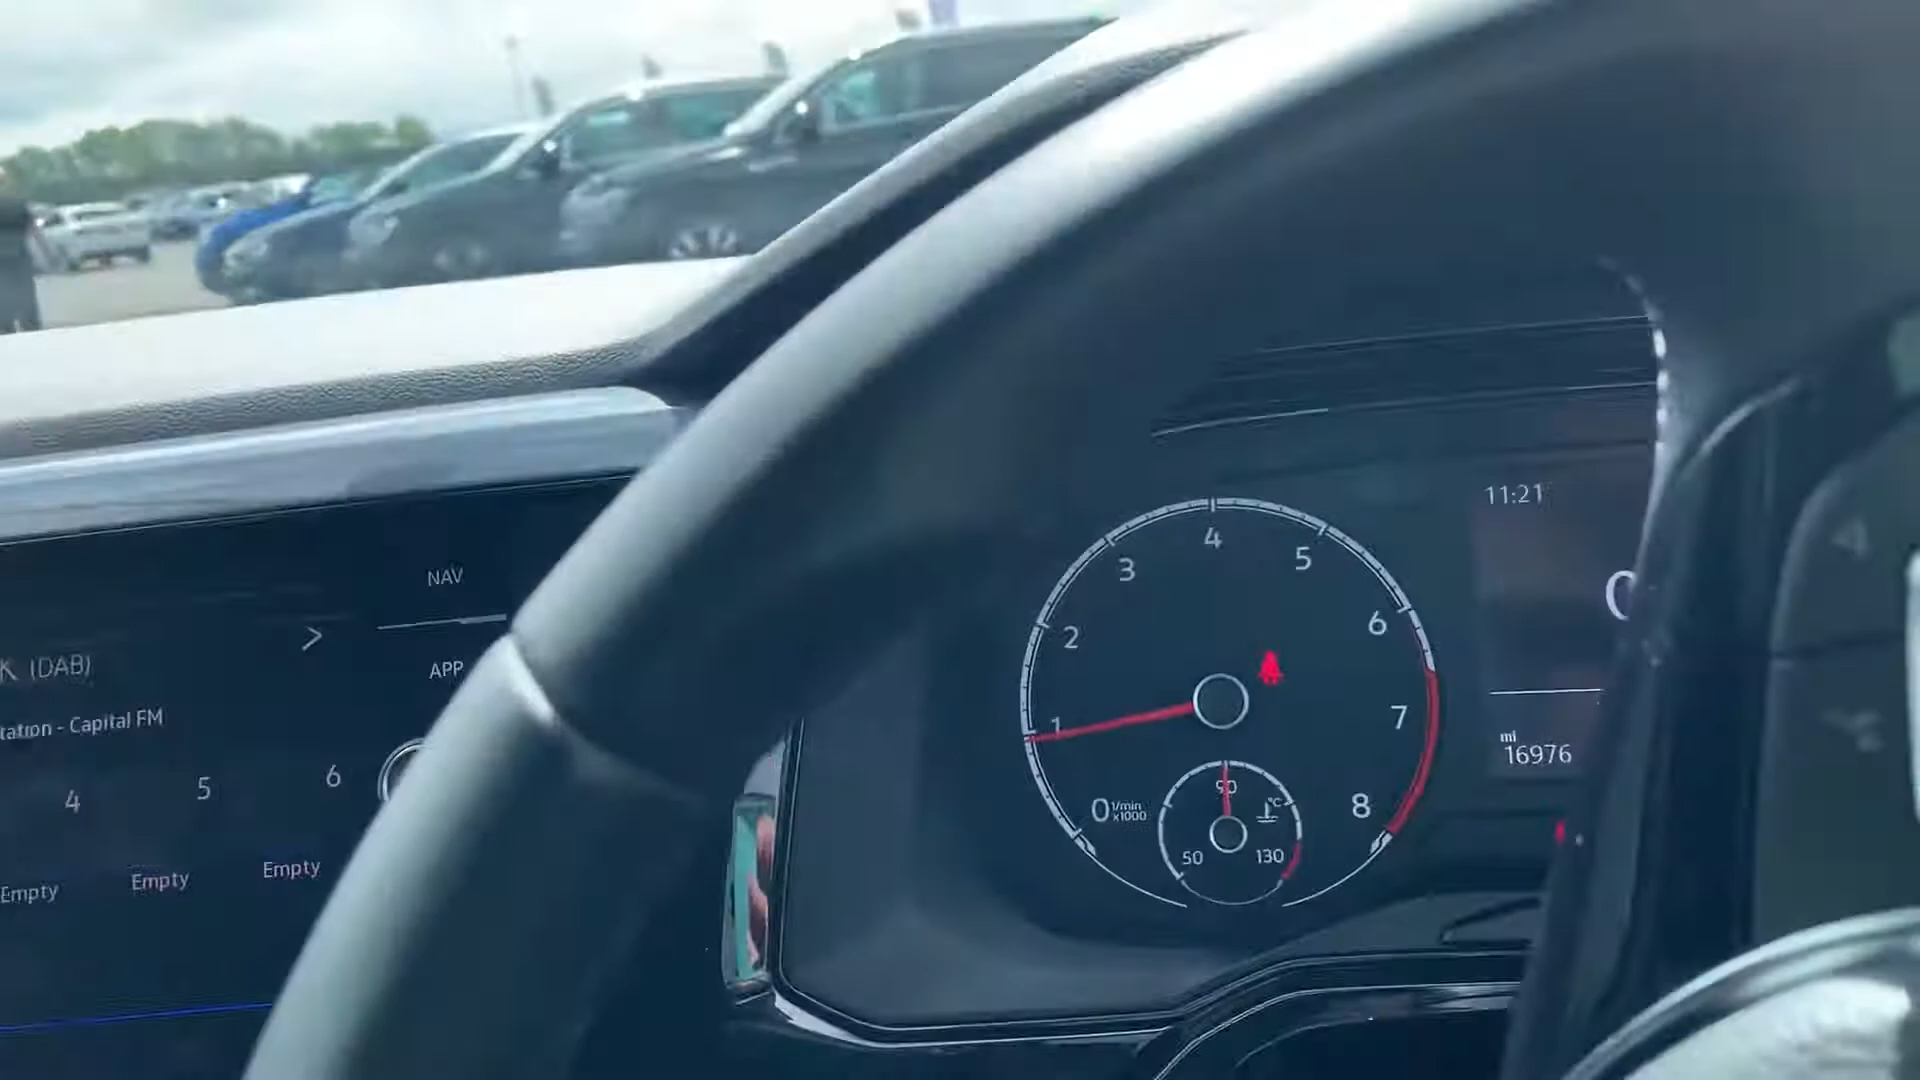 NAV
K (DAB)
APP
tation - Capital FM
4 5 6
Empty Empty Empty
0 1 2 3 4 5 6 7 8
1/min
x1000
50 90 130
°C
11:21
0
mi
16976